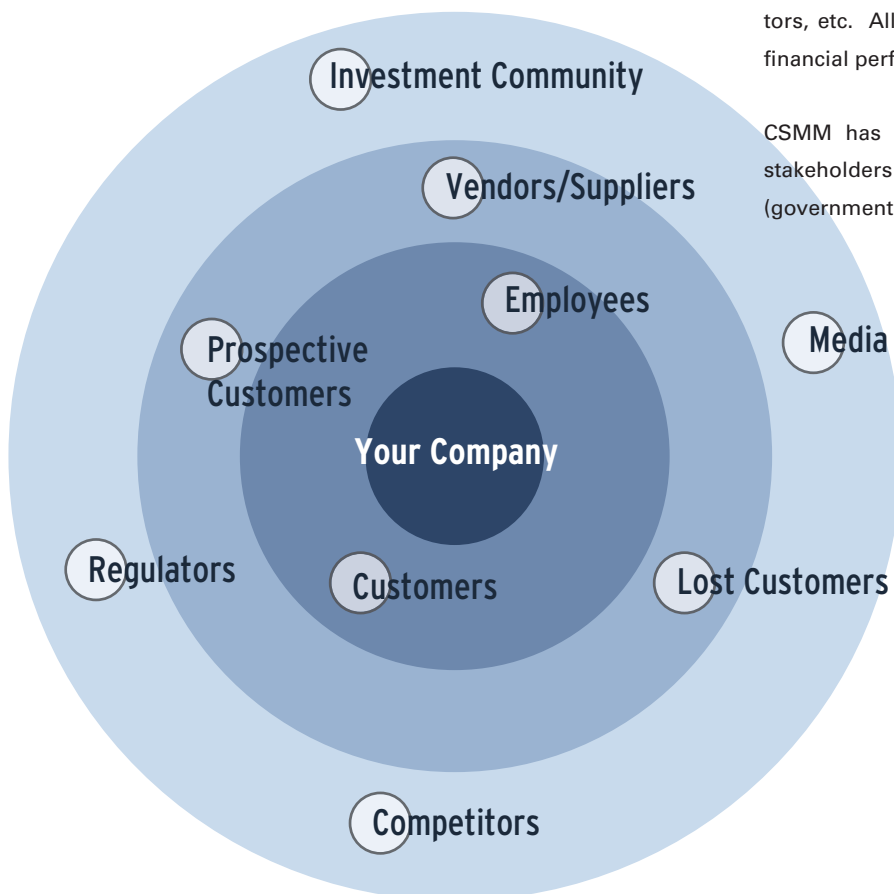 tors, etc. All
financial
CSMM has
stakeholders
(government
Investment Community
Vendors/Suppliers
Employees
Media
Prospective
Customers
Your Company
Regulators
Customers
Lost Customers
Competitors